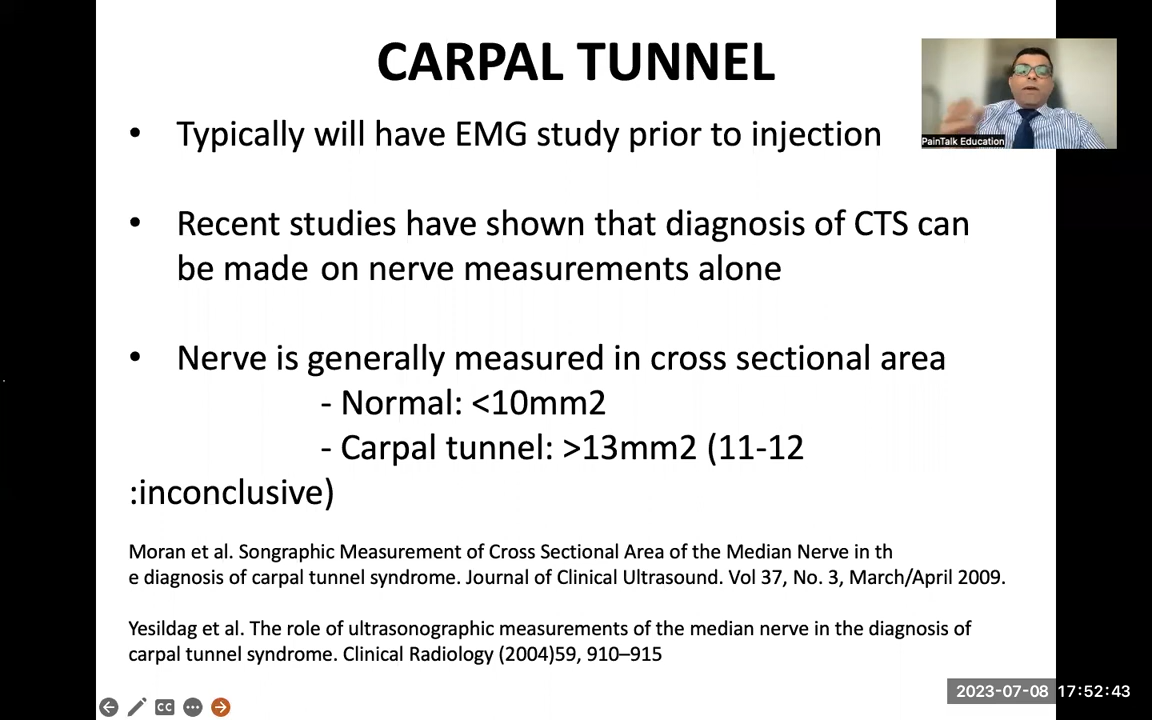 CARPAL TUNNEL
PainTalk Education
• Typically will have EMG study prior to injection
• Recent studies have shown that diagnosis of CTS can
be made on nerve measurements alone
• Nerve is generally measured in cross sectional area
- Normal: <10mm2
- Carpal tunnel: >13mm2 (11-12
:inconclusive)
Moran et al. Songraphic Measurement of Cross Sectional Area of the Median Nerve in th
e diagnosis of carpal tunnel syndrome. Journal of Clinical Ultrasound. Vol 37, No. 3, March/April 2009.
Yesildag et al. The role of ultrasonographic measurements of the median nerve in the diagnosis of
carpal tunnel syndrome. Clinical Radiology (2004)59, 910–915
CC
2023-07-08 17:52:43